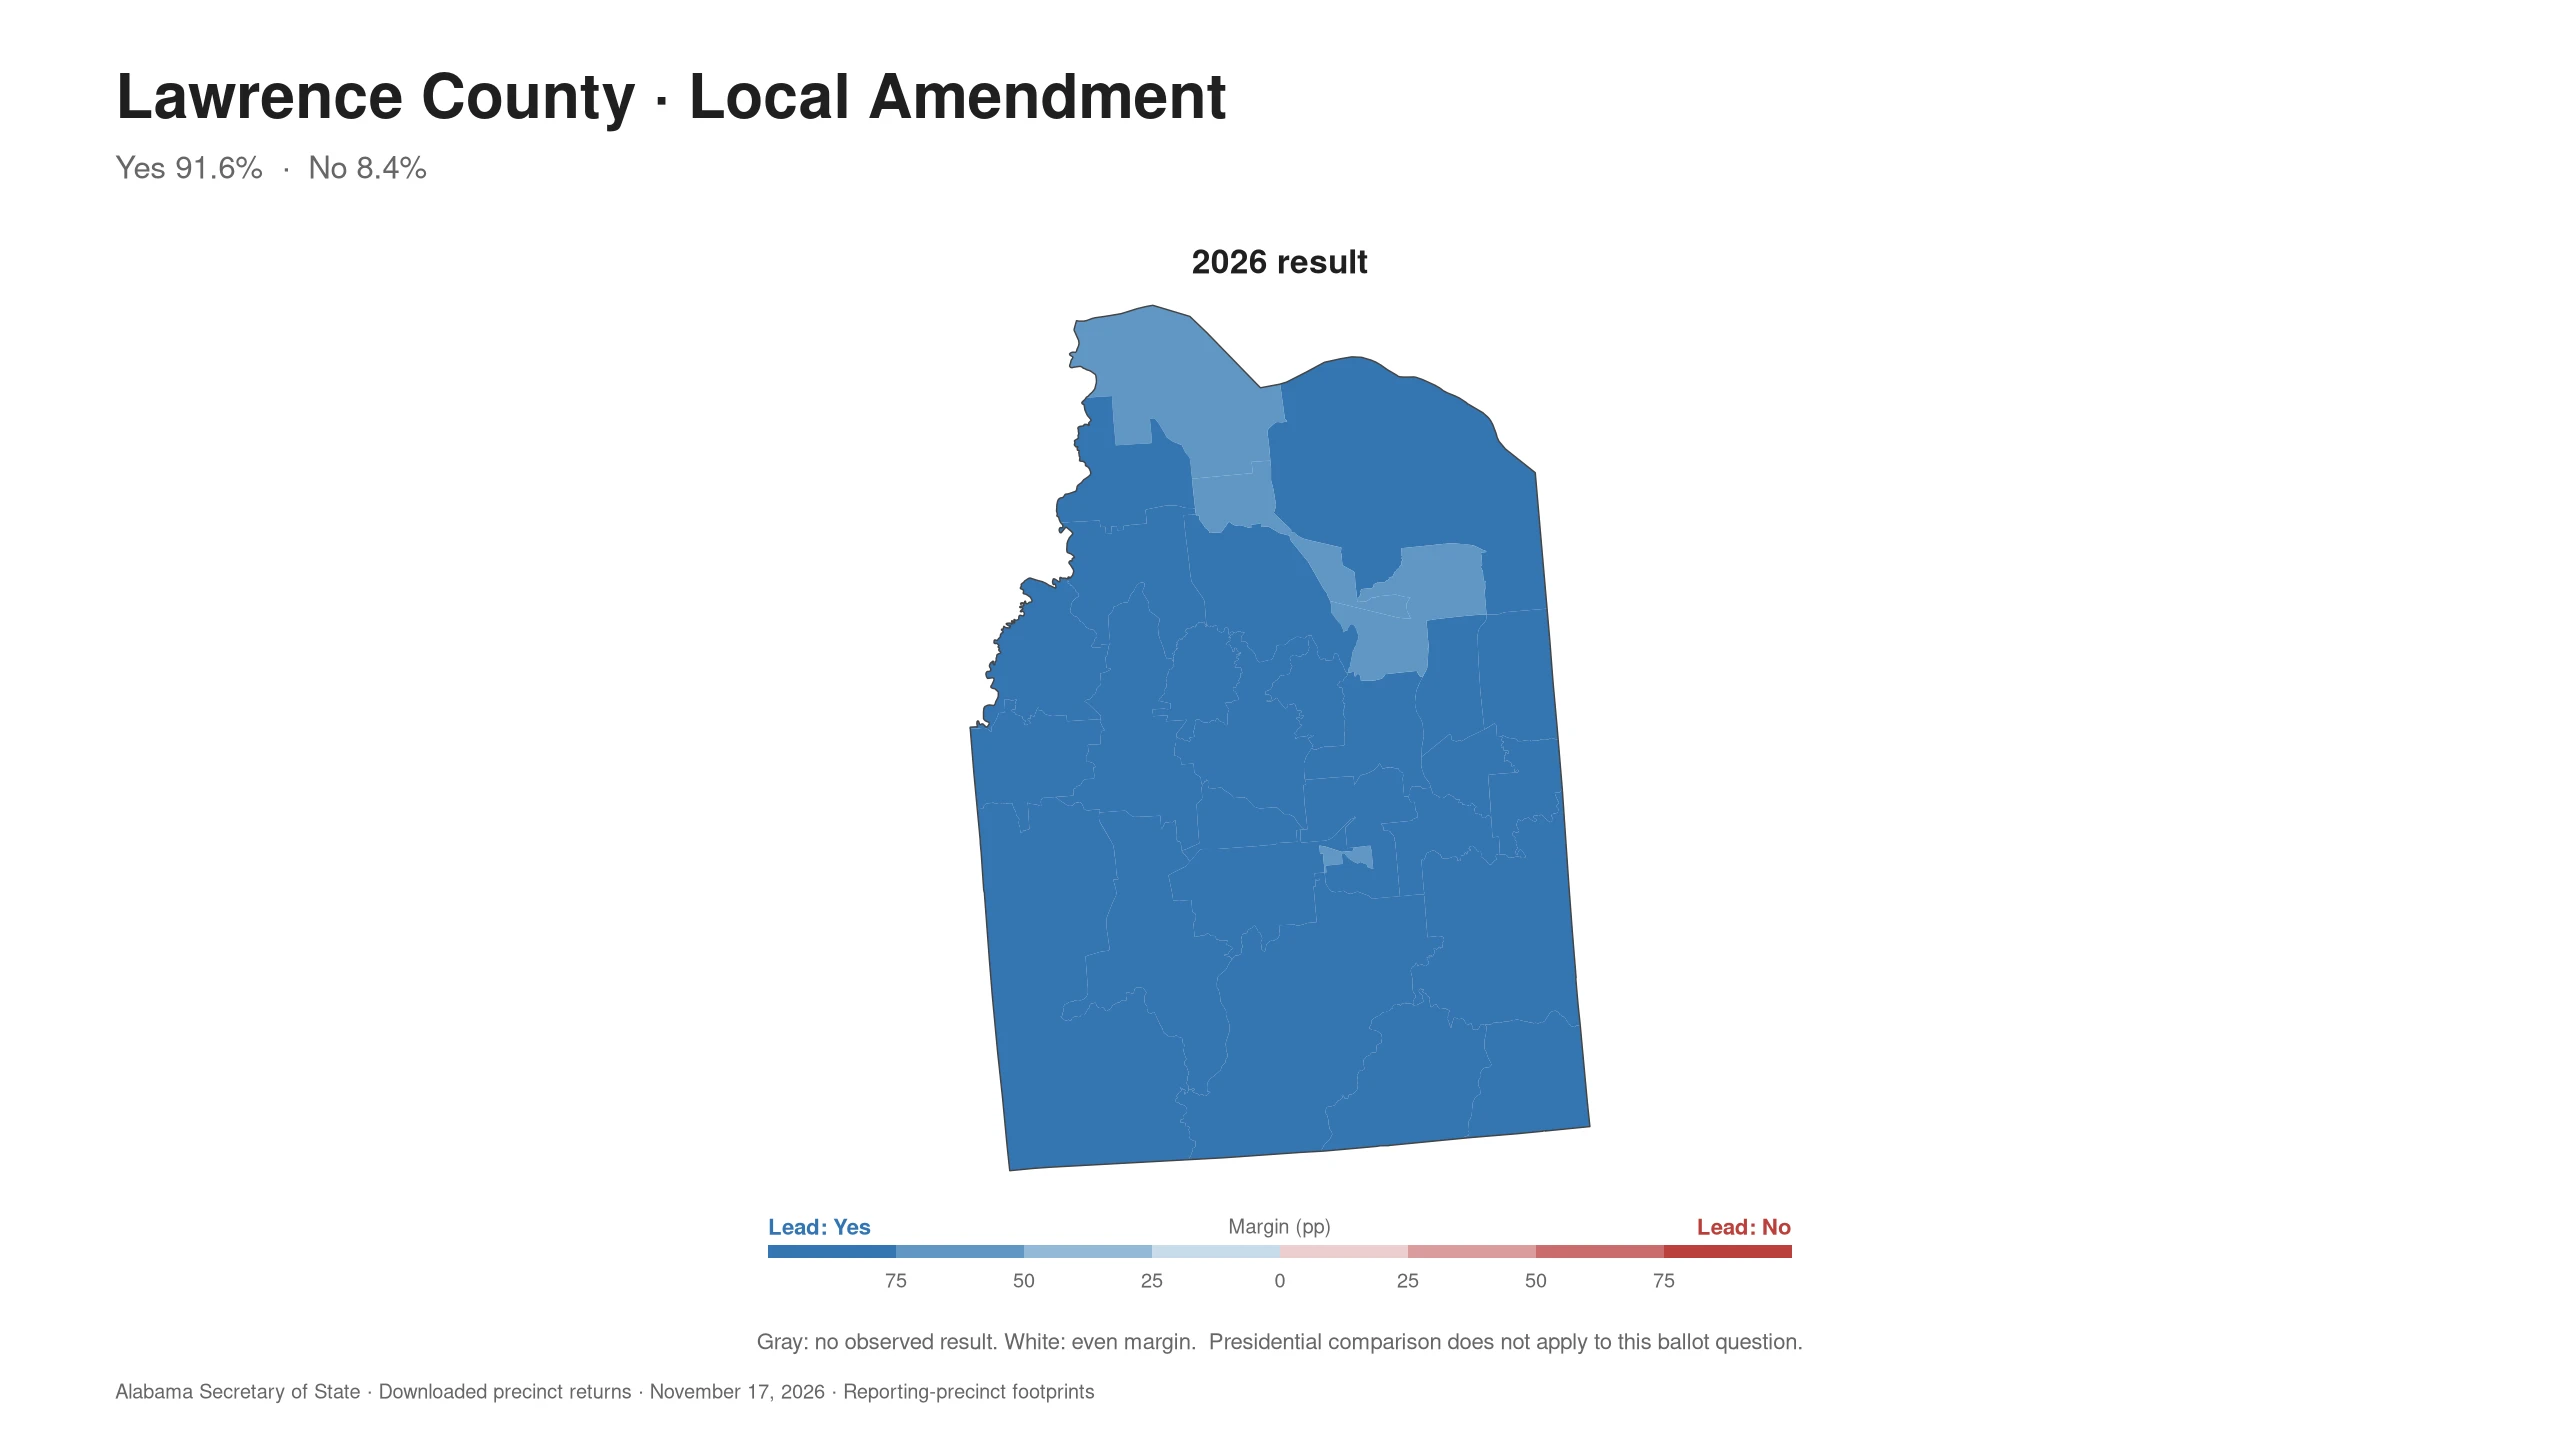 Lawrence County · Local Amendment
Yes 91.6% · No 8.4%
2026 result
Lead: Yes Margin (pp) Lead: No
75 50 25 0 25 50 75
Gray: no observed result. White: even margin. Presidential comparison does not apply to this ballot question.
Alabama Secretary of State · Downloaded precinct returns · November 17, 2026 · Reporting-precinct footprints